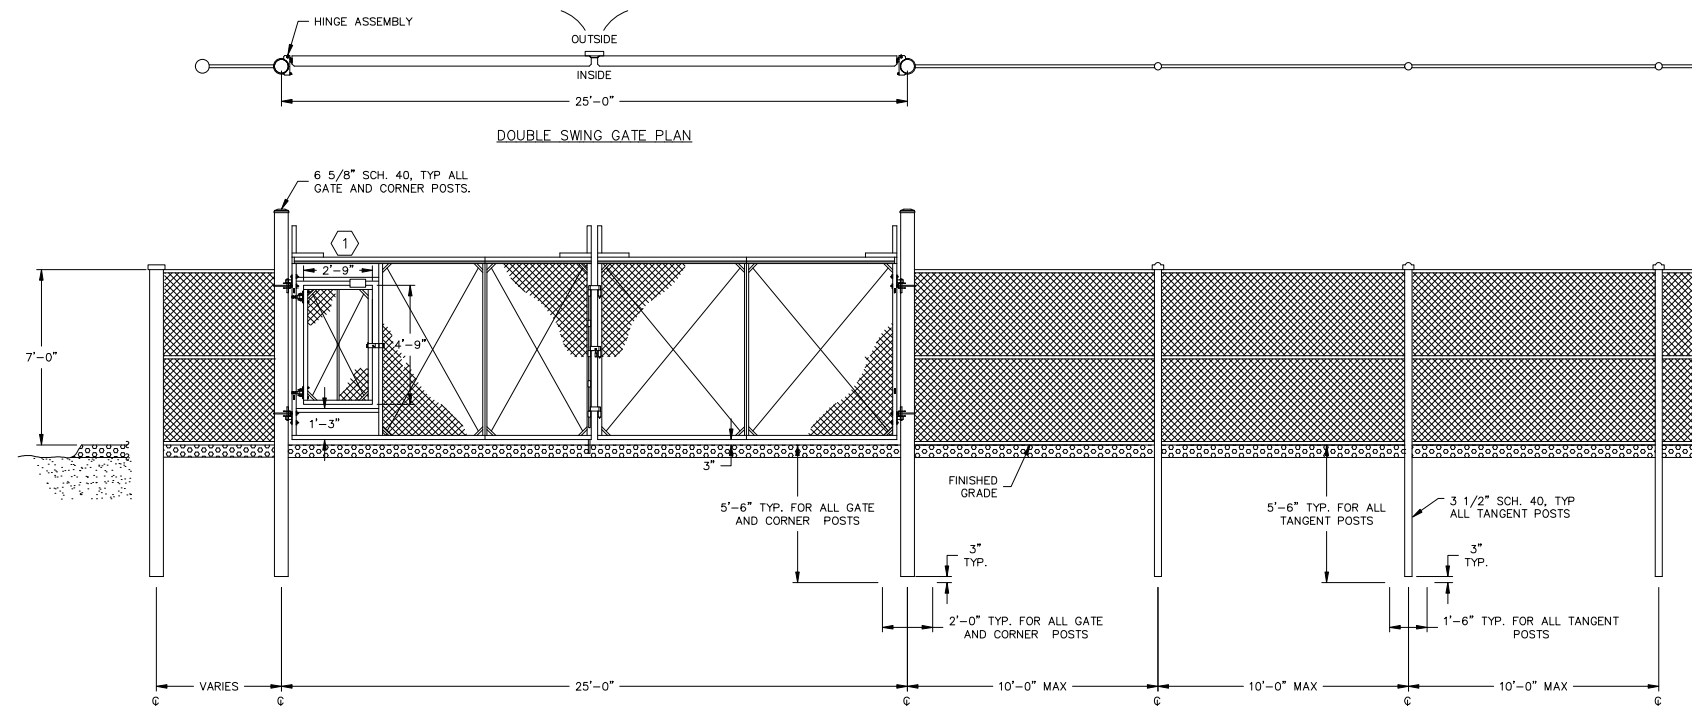 HINGE ASSEMBLY
OUTSIDE
INSIDE
25'-0"
DOUBLE SWING GATE PLAN
6 5/8" SCH. 40, TYP ALL
GATE AND CORNER POSTS.
1
2'-9"
7'-0"
4'-9"
1'-3"
3"
FINISHED
GRADE
5'-6" TYP. FOR ALL GATE
AND CORNER POSTS
5'-6" TYP. FOR ALL
TANGENT POSTS
3 1/2" SCH. 40, TYP
ALL TANGENT POSTS
3"
TYP.
3"
TYP.
2'-0" TYP. FOR ALL GATE
AND CORNER POSTS
1'-6" TYP. FOR ALL TANGENT
POSTS
VARIES
25'-0"
10'-0" MAX
10'-0" MAX
10'-0" MAX
℄
℄
℄
℄
℄
℄